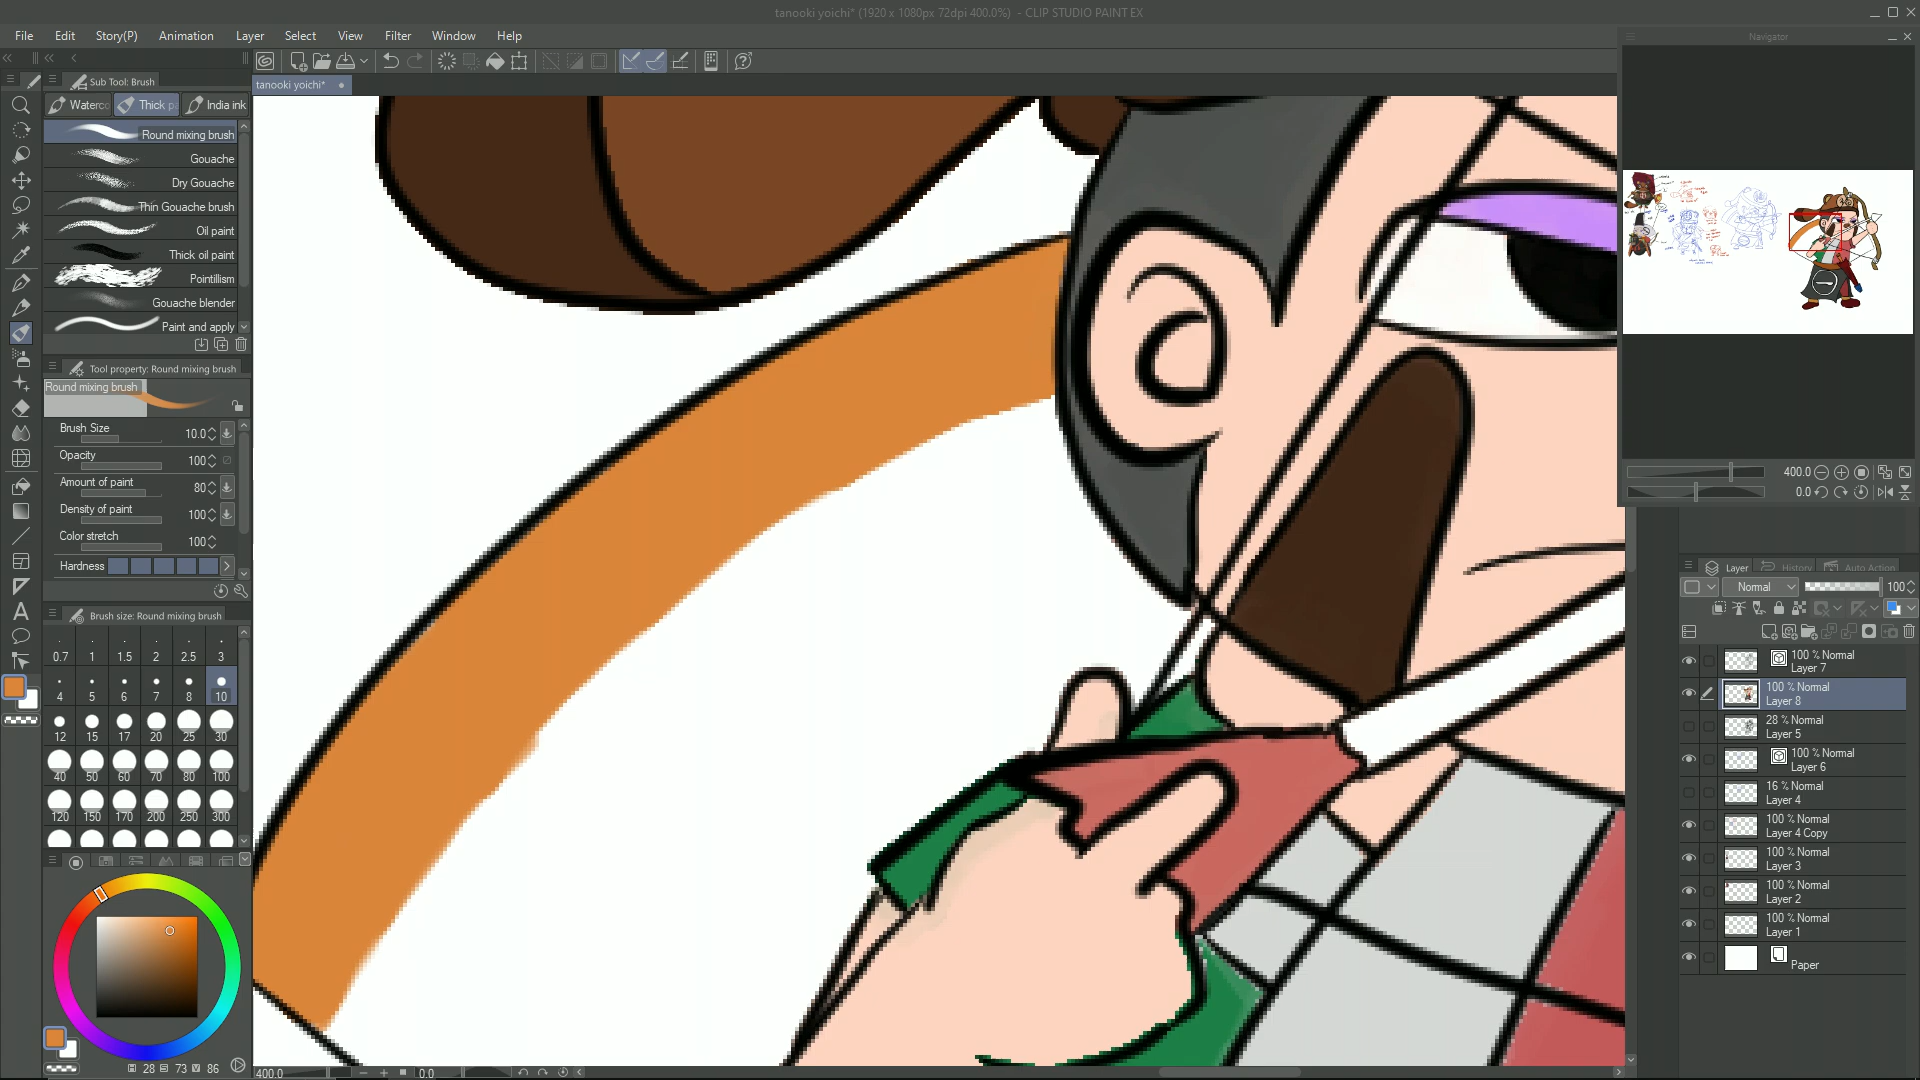 tanooki yoichi* (1920 x 1080px 72dpi 400.0%) - CLIP STUDIO PAINT EX
File Edit Story(P) Animation Layer Select View Filter Window Help
Navigator
Sub Tool: Brush
tanooki yoichi*
Thick
India ink
Round mixing brush
Gouache
Dry Gouache
Thin Gouache brush
Oil paint
Thick oil paint
Pointillism
Gouache blender
Paint and apply
Tool property: Round mixing brush
Round mixing brush
Brush Size 10.0
Opacity 100
Amount of paint 80
Density of paint 100
Color stretch 100
Hardness
Brush size: Round mixing brush
0.7 1 1.5 2 2.5 3
4 5 6 7 8 10
12 15 17 20 25 30
40 50 60 70 80 100
120 150 170 200 250 300
28 73 86
400.0 0.0
400.0
0.0
Layer History Auto Action
Normal 100
100 % Normal
Layer 7
100 % Normal
Layer 8
28 % Normal
Layer 5
100 % Normal
Layer 6
16 % Normal
Layer 4
100 % Normal
Layer 4 Copy
100 % Normal
Layer 3
100 % Normal
Layer 2
100 % Normal
Layer 1
Paper